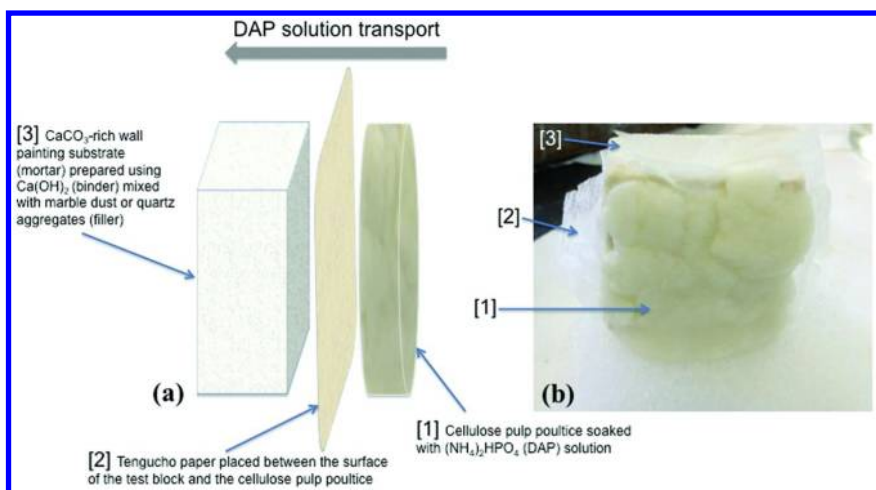 DAP solution transport
[3] CaCO₃-rich wall
painting substrate
(mortar) prepared using
Ca(OH)₂ (binder) mixed
with marble dust or quartz
aggregates (filler)
(a)
[2] Tengucho paper placed between the surface
of the test block and the cellulose pulp poultice
[1] Cellulose pulp poultice soaked
with (NH₄)₂HPO₄ (DAP) solution
[3]
[2]
[1]
(b)